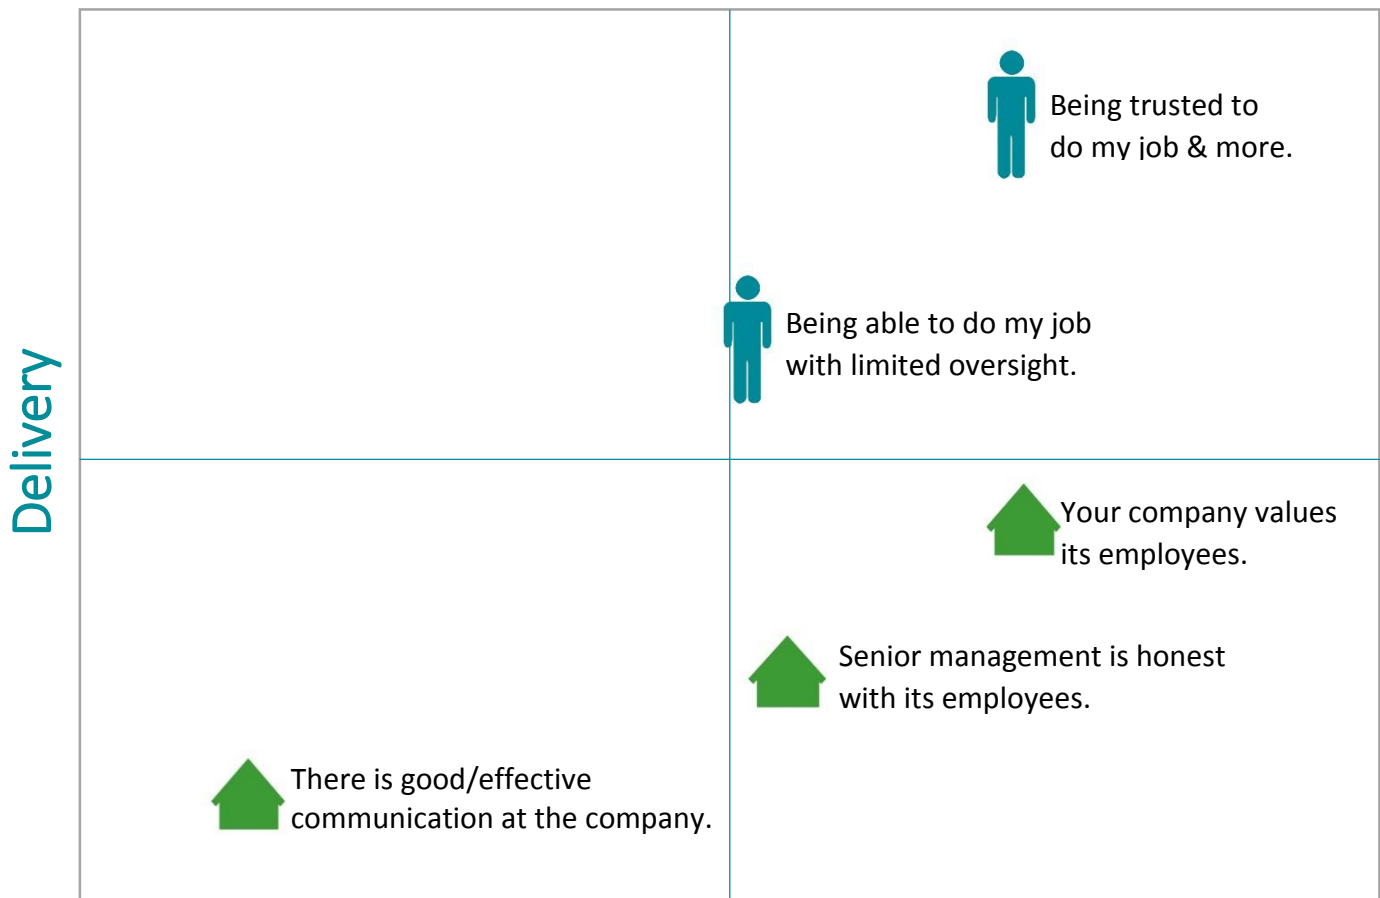 Being trusted to
do my job & more.
Being able to do my job
with limited oversight.
Delivery
Your company values
its employees.
Senior management is honest
with its employees.
There is good/effective
communication at the company.